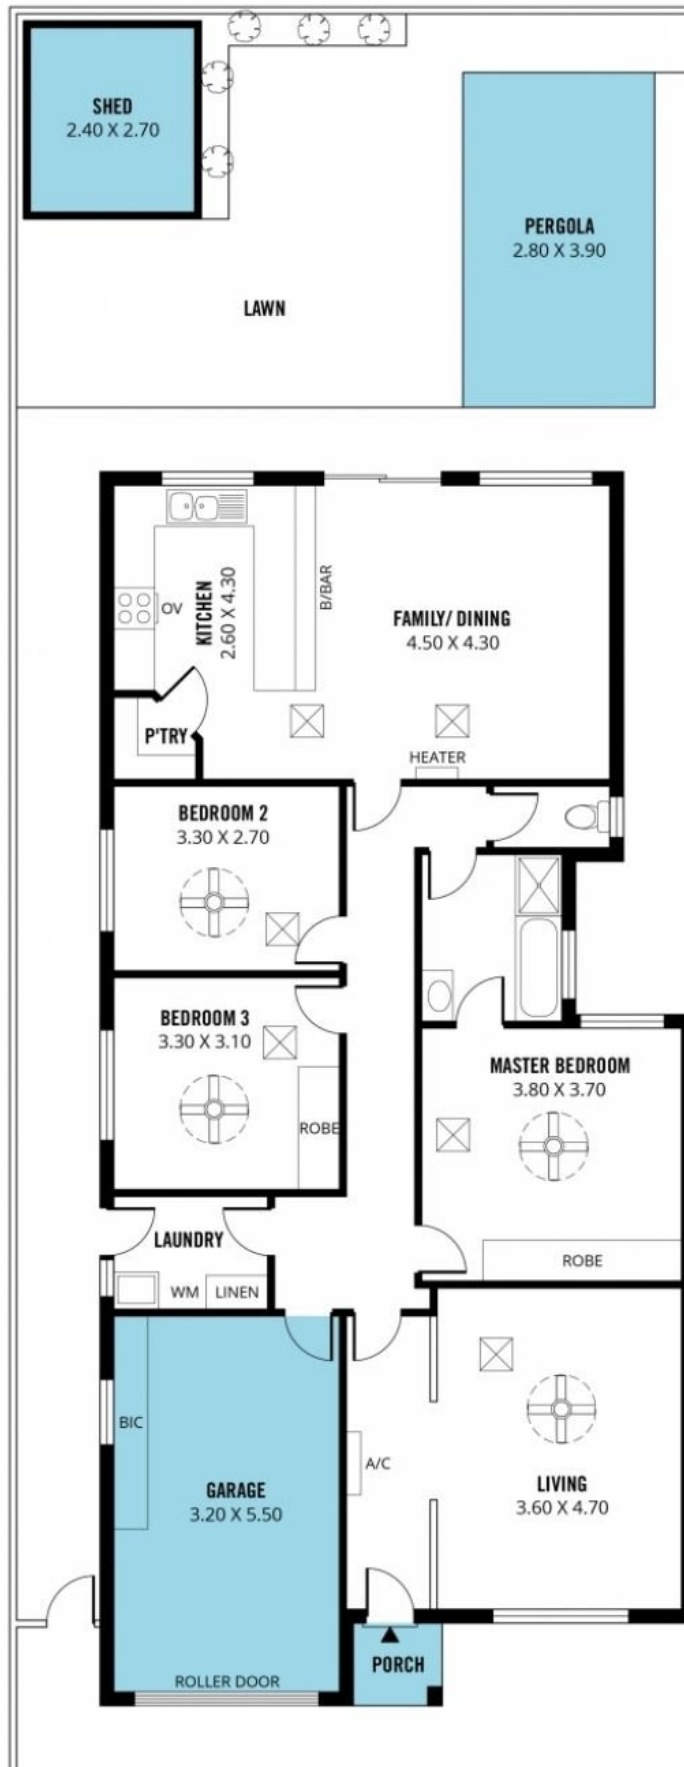 SHED
2.40 X 2.70
PERGOLA
2.80 X 3.90
LAWN
KITCHEN
2.60 X 4.30
OV
B/BAR
FAMILY/ DINING
4.50 X 4.30
P'TRY
HEATER
BEDROOM 2
3.30 X 2.70
BEDROOM 3
3.30 X 3.10
ROBE
MASTER BEDROOM
3.80 X 3.70
ROBE
LAUNDRY
WM
LINEN
BIC
GARAGE
3.20 X 5.50
A/C
LIVING
3.60 X 4.70
ROLLER DOOR
PORCH